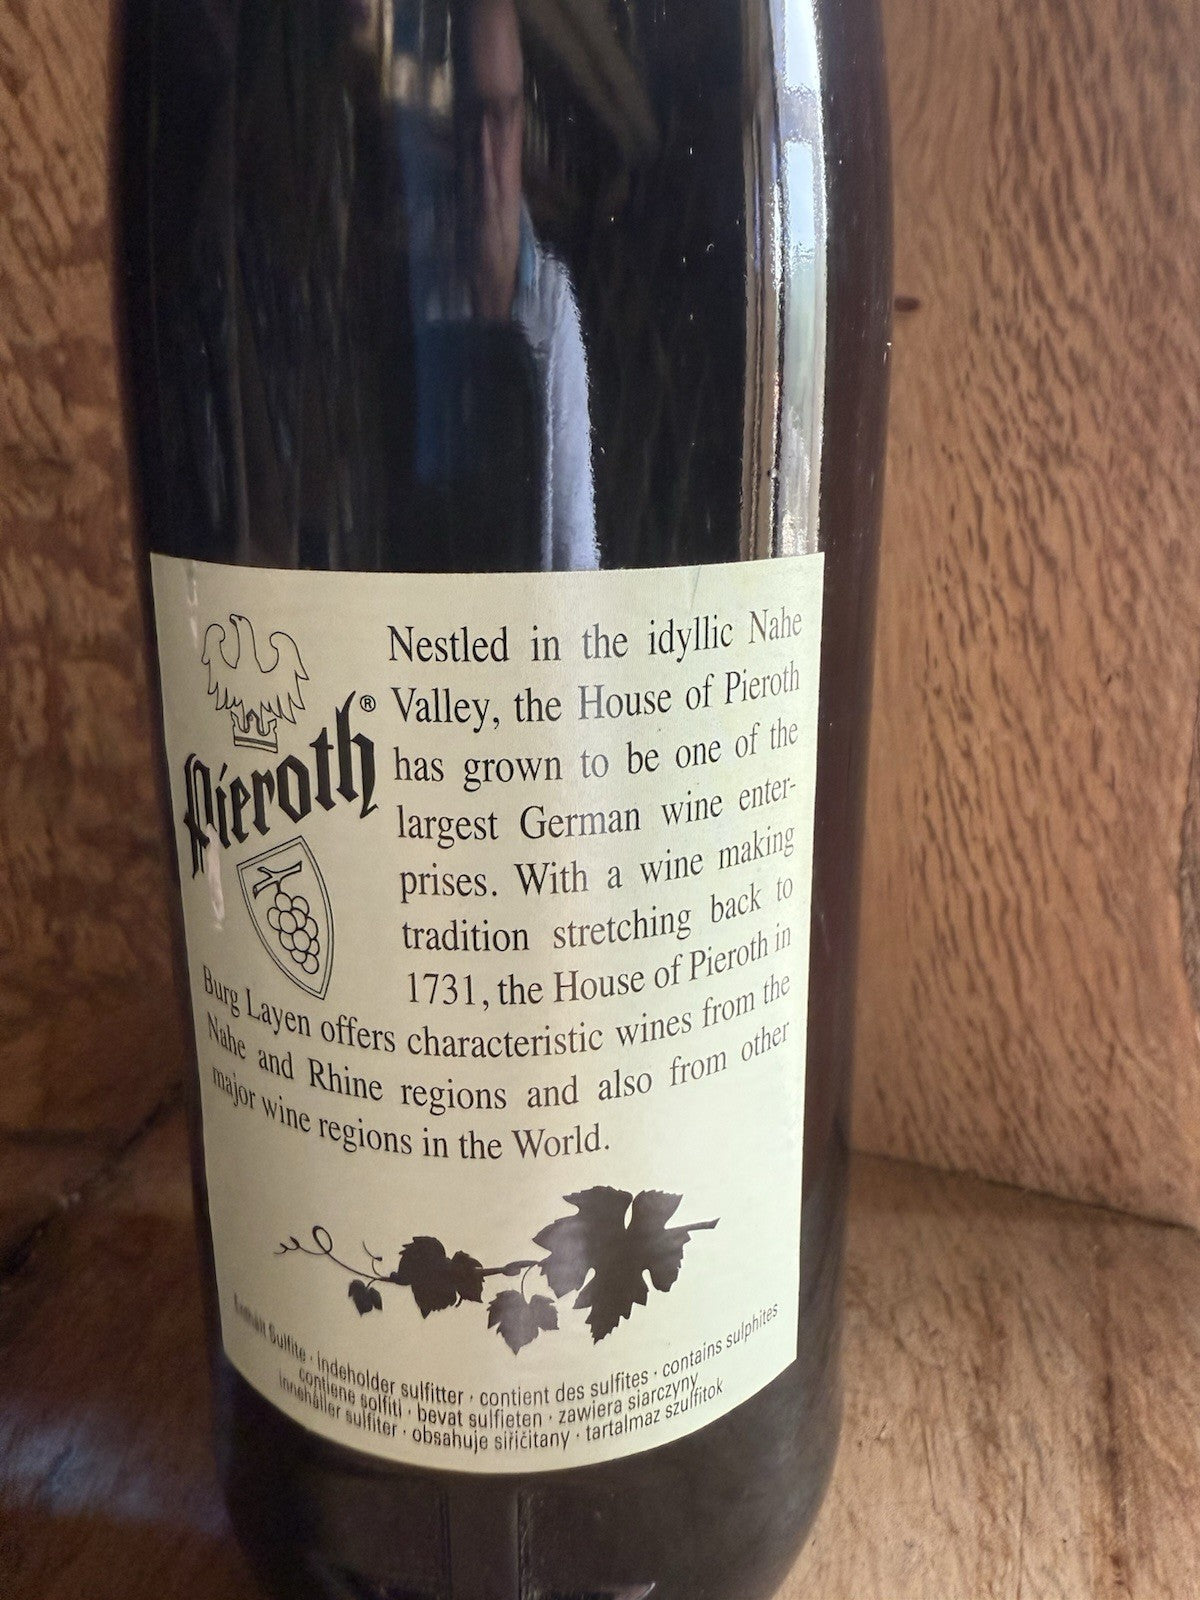 Pieroth®
Nestled in the idyllic Nahe
Valley, the House of Pieroth
has grown to be one of the
largest German wine enter-
prises. With a wine making
tradition stretching back to
1731, the House of Pieroth in
Burg Layen offers characteristic wines from the
Nahe and Rhine regions and also from other
major wine regions in the World.
Enthält Sulfite · indeholder sulfitter · contient des sulfites · contains sulphites
contiene solfiti · bevat sulfieten · zawiera siarczyny
innehåller sulfiter · obsahuje siřičitany · tartalmaz szulfitok